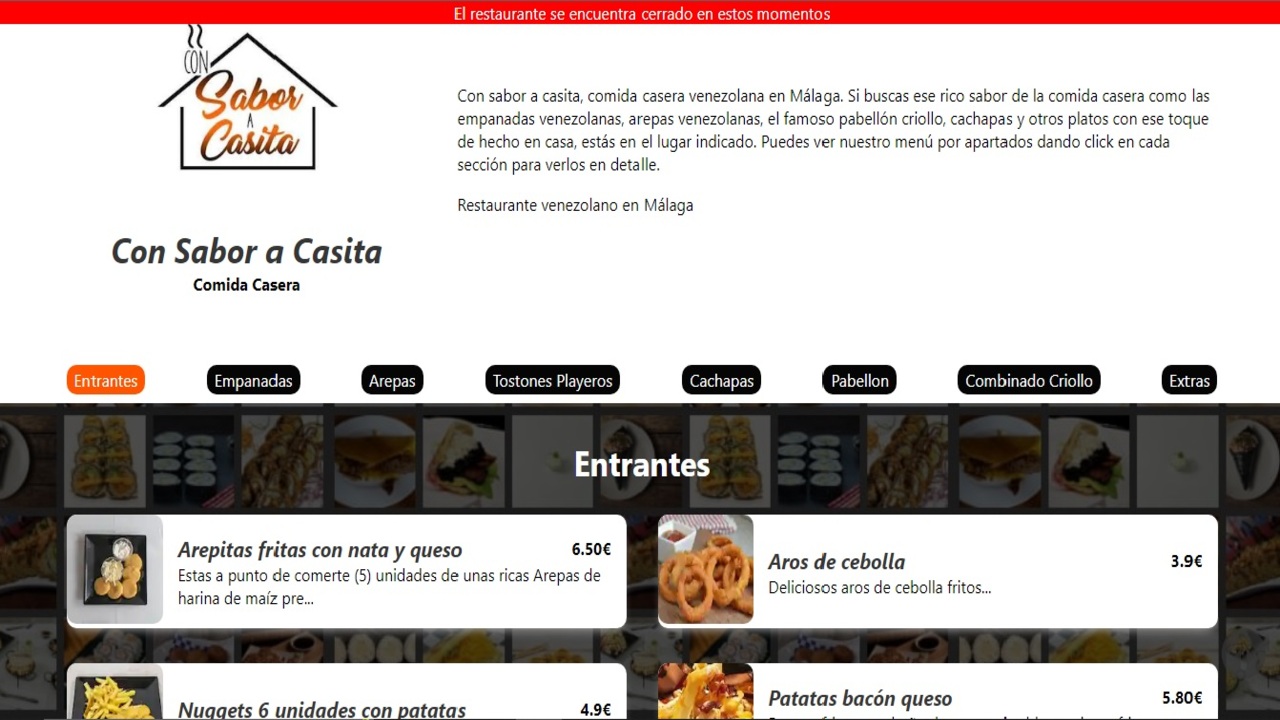 El restaurante se encuentra cerrado en estos momentos
CON
Sabor
A
Casita
Con sabor a casita, comida casera venezolana en Málaga. Si buscas ese rico sabor de la comida casera como las
empanadas venezolanas, arepas venezolanas, el famoso pabellón criollo, cachapas y otros platos con ese toque
de hecho en casa, estás en el lugar indicado. Puedes ver nuestro menú por apartados dando click en cada
sección para verlos en detalle.
Restaurante venezolano en Málaga
Con Sabor a Casita
Comida Casera
Entrantes Empanadas Arepas Tostones Playeros Cachapas Pabellon Combinado Criollo Extras
Entrantes
Arepitas fritas con nata y queso 6.50€
Estas a punto de comerte (5) unidades de unas ricas Arepas de
harina de maíz pre...
Aros de cebolla 3.9€
Deliciosos aros de cebolla fritos...
Nuggets 6 unidades con patatas 4.9€
Patatas bacón queso 5.80€